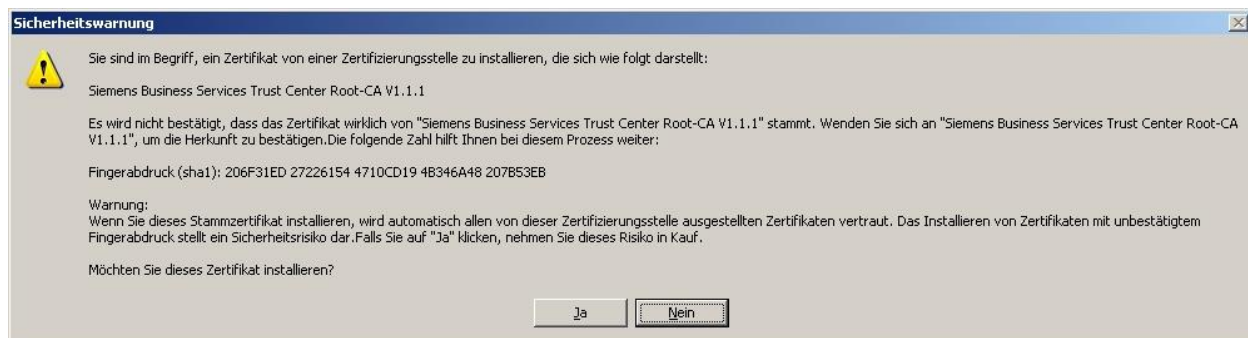 Sicherheitswarnung
Sie sind im Begriff, ein Zertifikat von einer Zertifizierungsstelle zu installieren, die sich wie folgt darstellt:
Siemens Business Services Trust Center Root-CA V1.1.1
Es wird nicht bestätigt, dass das Zertifikat wirklich von "Siemens Business Services Trust Center Root-CA V1.1.1" stammt. Wenden Sie sich an "Siemens Business Services Trust Center Root-CA
V1.1.1", um die Herkunft zu bestätigen.Die folgende Zahl hilft Ihnen bei diesem Prozess weiter:
Fingerabdruck (sha1): 206F31ED 27226154 4710CD19 4B346A48 207B53EB
Warnung:
Wenn Sie dieses Stammzertifikat installieren, wird automatisch allen von dieser Zertifizierungsstelle ausgestellten Zertifikaten vertraut. Das Installieren von Zertifikaten mit unbestätigtem
Fingerabdruck stellt ein Sicherheitsrisiko dar.Falls Sie auf "Ja" klicken, nehmen Sie dieses Risiko in Kauf.
Möchten Sie dieses Zertifikat installieren?
Ja
Nein